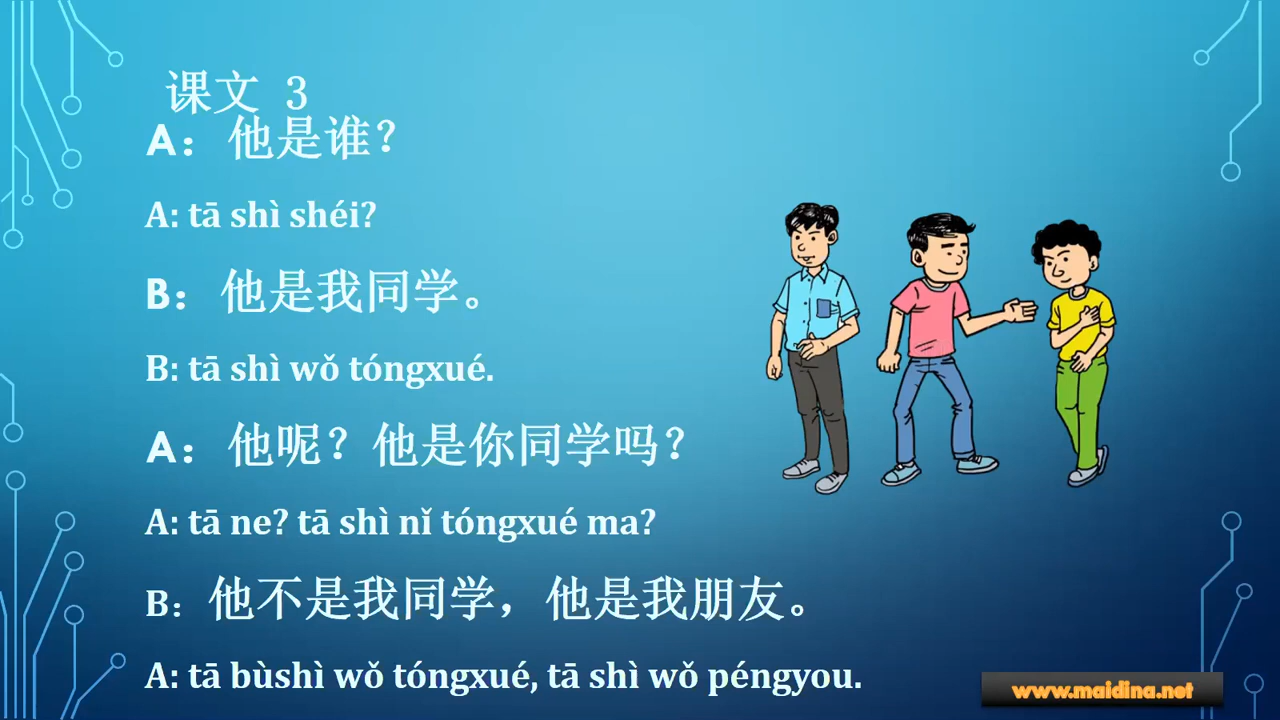 课文 3
A：他是谁？
A: tā shì shéi?
B：他是我同学。
B: tā shì wǒ tóngxué.
A：他呢？他是你同学吗？
A: tā ne? tā shì nǐ tóngxué ma?
B：他不是我同学，他是我朋友。
A: tā bùshì wǒ tóngxué, tā shì wǒ péngyou.
www.maidina.net